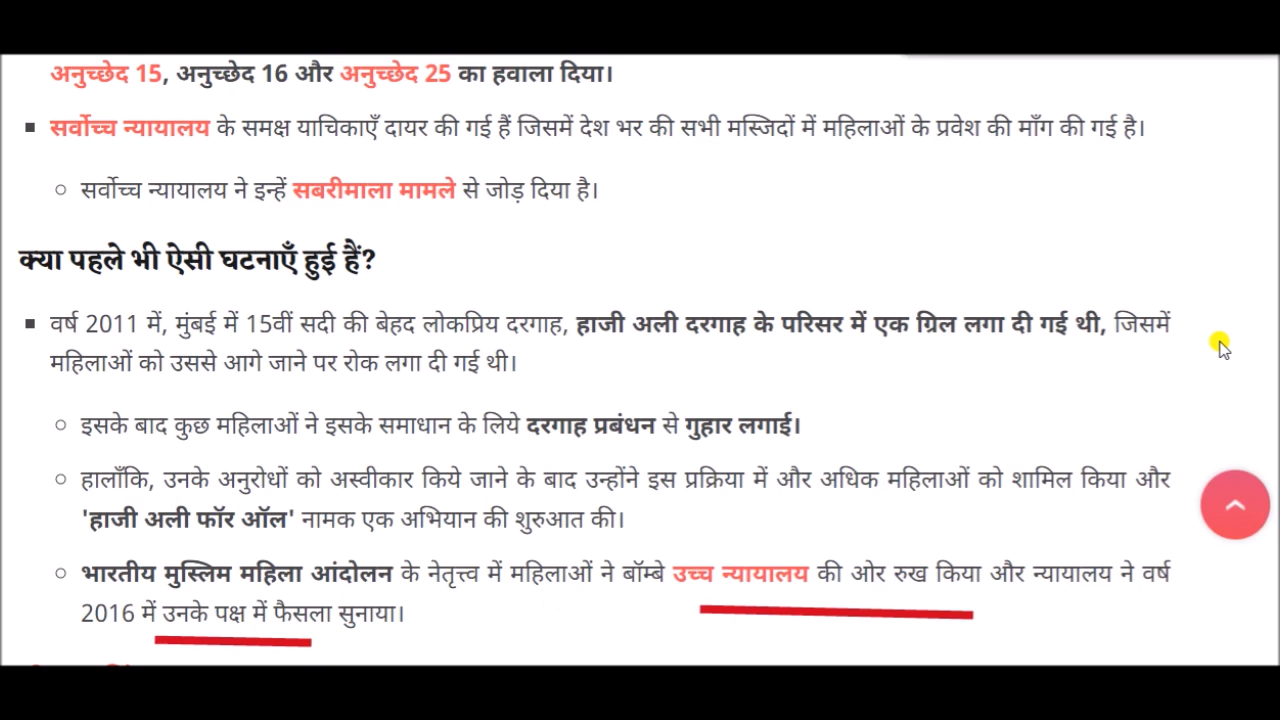 अनुच्छेद 15, अनुच्छेद 16 और अनुच्छेद 25 का हवाला दिया।
सर्वोच्च न्यायालय के समक्ष याचिकाएँ दायर की गई हैं जिसमें देश भर की सभी मस्जिदों में महिलाओं के प्रवेश की माँग की गई है।
सर्वोच्च न्यायालय ने इन्हें सबरीमाला मामले से जोड़ दिया है।
क्या पहले भी ऐसी घटनाएँ हुई हैं?
वर्ष 2011 में, मुंबई में 15वीं सदी की बेहद लोकप्रिय दरगाह, हाजी अली दरगाह के परिसर में एक ग्रिल लगा दी गई थी, जिसमें
महिलाओं को उससे आगे जाने पर रोक लगा दी गई थी।
इसके बाद कुछ महिलाओं ने इसके समाधान के लिये दरगाह प्रबंधन से गुहार लगाई।
हालाँकि, उनके अनुरोधों को अस्वीकार किये जाने के बाद उन्होंने इस प्रक्रिया में और अधिक महिलाओं को शामिल किया और
'हाजी अली फॉर ऑल' नामक एक अभियान की शुरुआत की।
भारतीय मुस्लिम महिला आंदोलन के नेतृत्त्व में महिलाओं ने बॉम्बे उच्च न्यायालय की ओर रुख किया और न्यायालय ने वर्ष
2016 में उनके पक्ष में फैसला सुनाया।